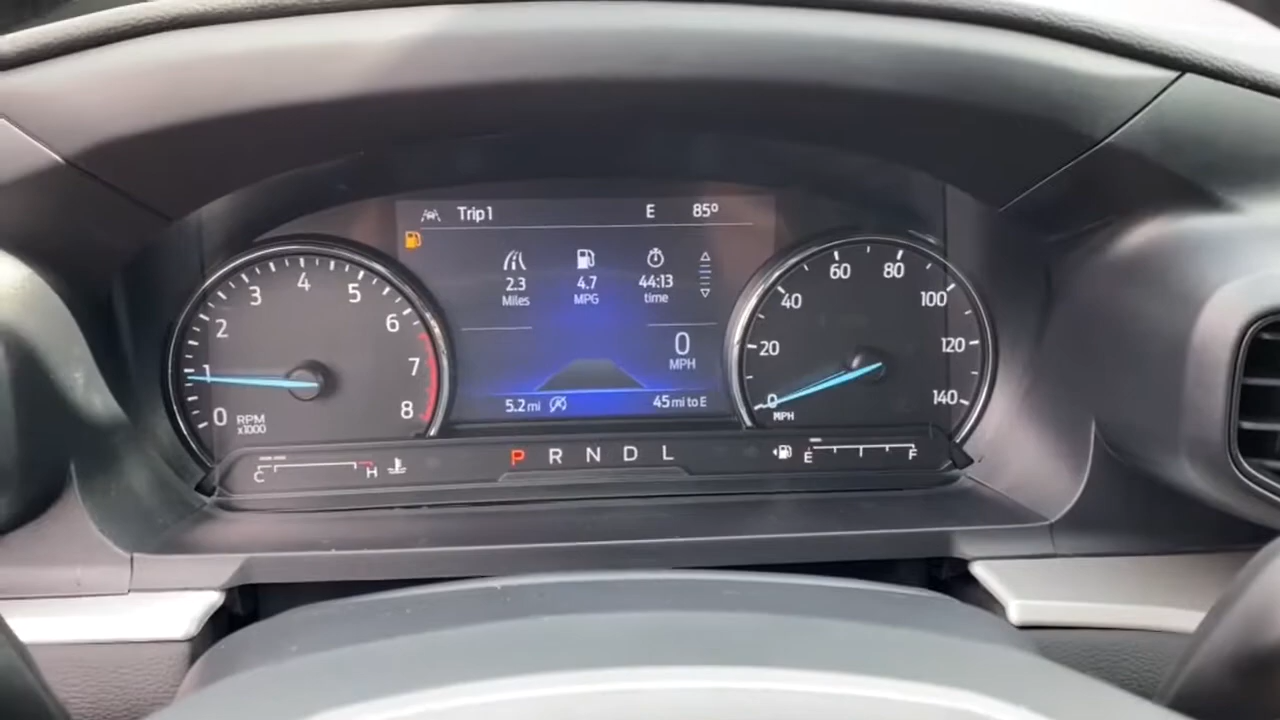 Trip 1 E 85º
2.3 4.7 44:13
Miles MPG time
0
MPH
5.2 mi 45 mi to E
0 1 2 3 4 5 6 7 8
RPM
x1000
0 20 40 60 80 100 120 140
MPH
C H
P R N D L
E F